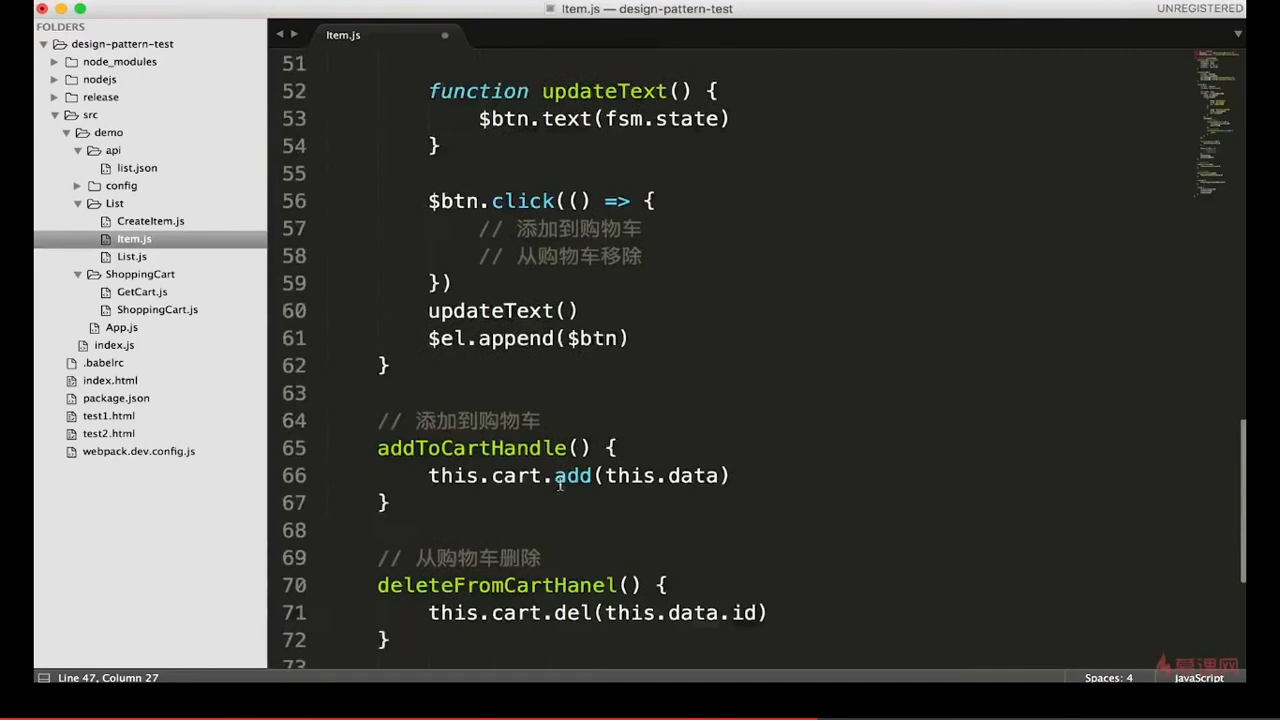 Item.js — design-pattern-test
UNREGISTERED
FOLDERS
design-pattern-test
node_modules
nodejs
release
src
demo
api
list.json
config
List
CreateItem.js
Item.js
List.js
ShoppingCart
GetCart.js
ShoppingCart.js
App.js
index.js
.babelrc
index.html
package.json
test1.html
test2.html
webpack.dev.config.js
Item.js
51
52 function updateText() {
53 $btn.text(fsm.state)
54 }
55
56 $btn.click(() => {
57 // 添加到购物车
58 // 从购物车移除
59 })
60 updateText()
61 $el.append($btn)
62 }
63
64 // 添加到购物车
65 addToCartHandle() {
66 this.cart.add(this.data)
67 }
68
69 // 从购物车删除
70 deleteFromCartHanel() {
71 this.cart.del(this.data.id)
72 }
73
慕课网
Line 47, Column 27
Spaces: 4
JavaScript